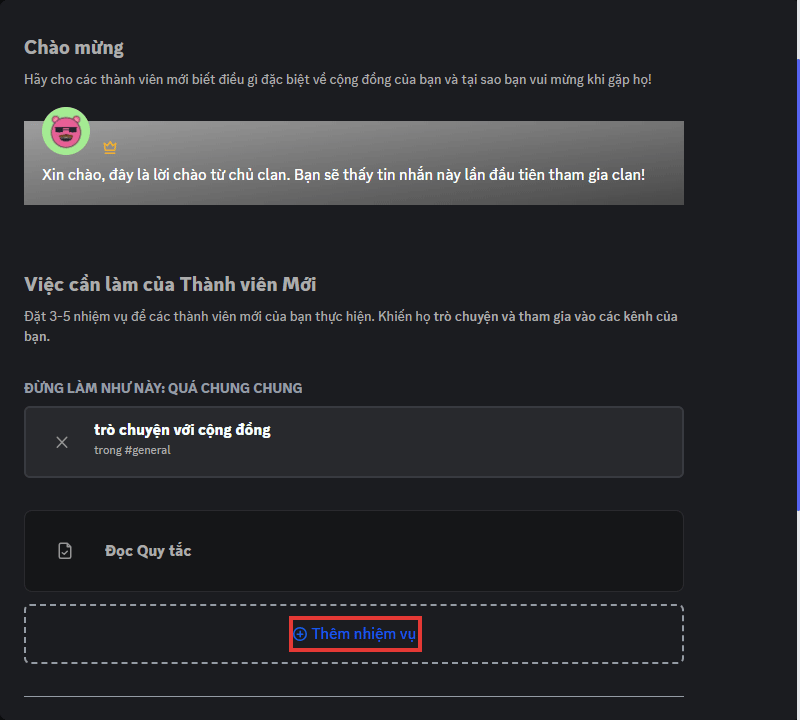 Chào mừng
Hãy cho các thành viên mới biết điều gì đặc biệt về cộng đồng của bạn và tại sao bạn vui mừng khi gặp họ!
Xin chào, đây là lời chào từ chủ clan. Bạn sẽ thấy tin nhắn này lần đầu tiên tham gia clan!
Việc cần làm của Thành viên Mới
Đặt 3-5 nhiệm vụ để các thành viên mới của bạn thực hiện. Khiến họ trò chuyện và tham gia vào các kênh của
bạn.
ĐỪNG LÀM NHƯ NÀY: QUÁ CHUNG CHUNG
trò chuyện với cộng đồng
trong #general
Đọc Quy tắc
Thêm nhiệm vụ